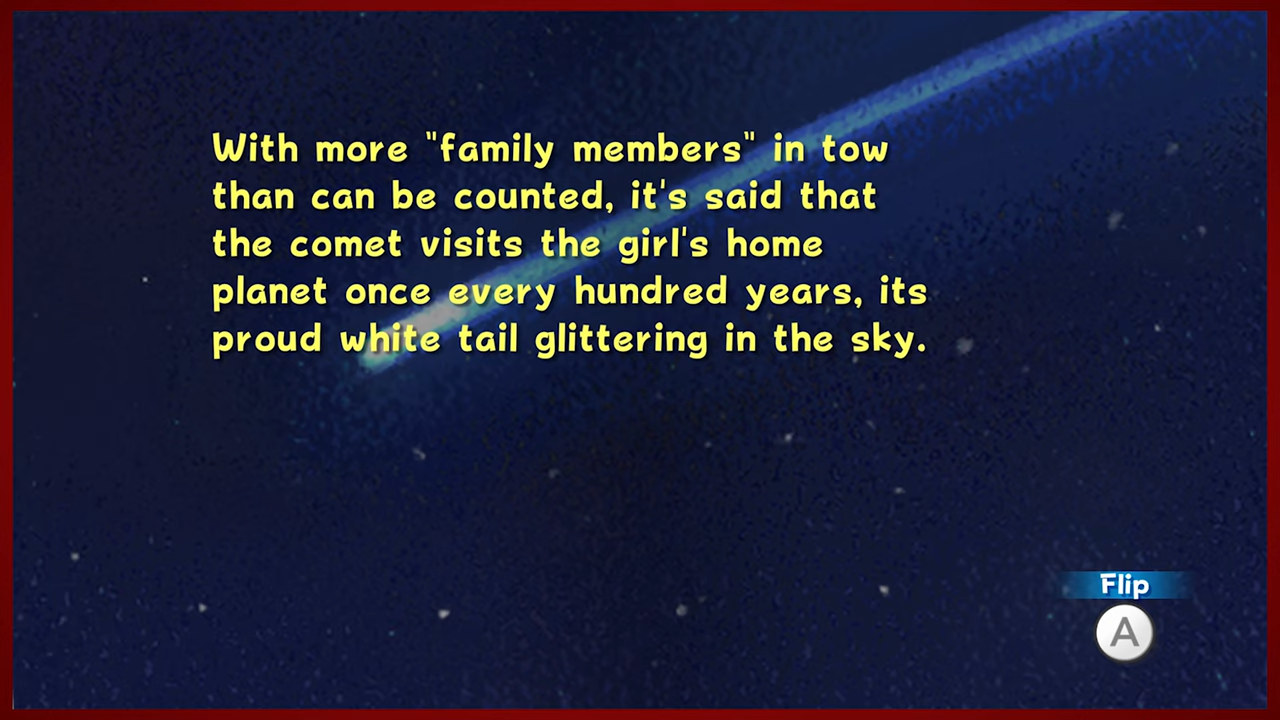 With more "family members" in tow
than can be counted, it's said that
the comet visits the girl's home
planet once every hundred years, its
proud white tail glittering in the sky.
Flip
A